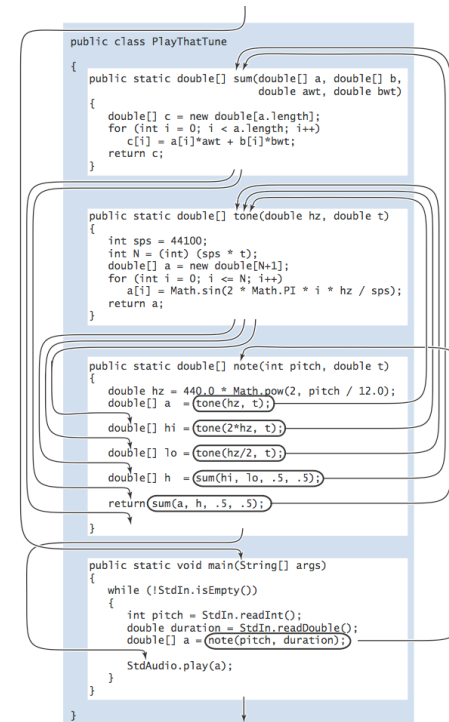 public class PlayThatTune
{
public static double[] sum(double[] a, double[] b,
double awt, double bwt)
{
double[] c = new double[a.length];
for (int i = 0; i < a.length; i++)
c[i] = a[i]*awt + b[i]*bwt;
return c;
}
public static double[] tone(double hz, double t)
{
int sps = 44100;
int N = (int) (sps * t);
double[] a = new double[N+1];
for (int i = 0; i <= N; i++)
a[i] = Math.sin(2 * Math.PI * i * hz / sps);
return a;
}
public static double[] note(int pitch, double t)
{
double hz = 440.0 * Math.pow(2, pitch / 12.0);
double[] a = tone(hz, t);
double[] hi = tone(2*hz, t);
double[] lo = tone(hz/2, t);
double[] h = sum(hi, lo, .5, .5);
return sum(a, h, .5, .5);
}
public static void main(String[] args)
{
while (!StdIn.isEmpty())
{
int pitch = StdIn.readInt();
double duration = StdIn.readDouble();
double[] a = note(pitch, duration);
StdAudio.play(a);
}
}
}